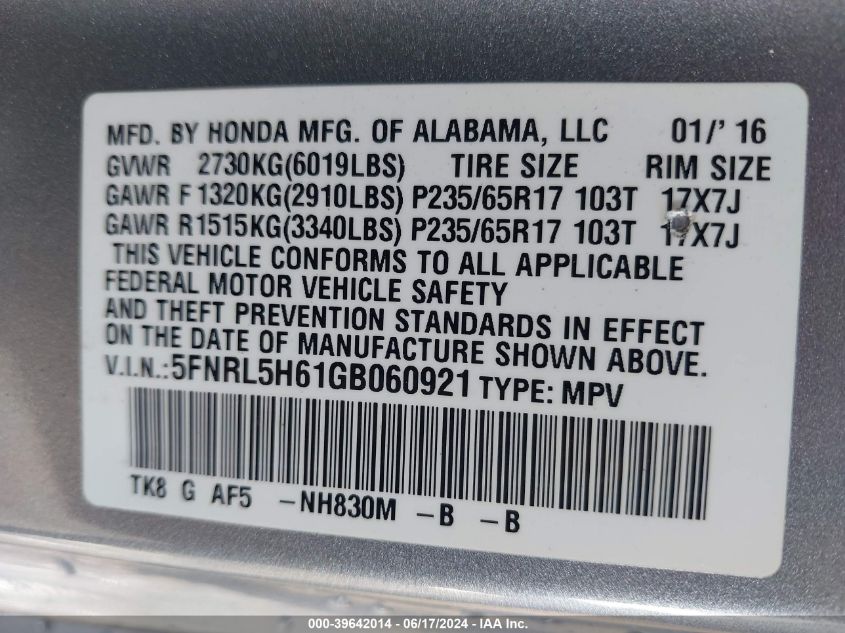 MFD. BY HONDA MFG. OF ALABAMA, LLC 01/' 16
GVWR 2730KG(6019LBS) TIRE SIZE RIM SIZE
GAWR F 1320KG(2910LBS) P235/65R17 103T 17X7J
GAWR R1515KG(3340LBS) P235/65R17 103T 17X7J
THIS VEHICLE CONFORMS TO ALL APPLICABLE
FEDERAL MOTOR VEHICLE SAFETY
AND THEFT PREVENTION STANDARDS IN EFFECT
ON THE DATE OF MANUFACTURE SHOWN ABOVE.
V.I.N.:5FNRL5H61GB060921 TYPE: MPV
TK8 G AF5 -NH830M -B -B
000-39642014 - 06/17/2024 - IAAI.com